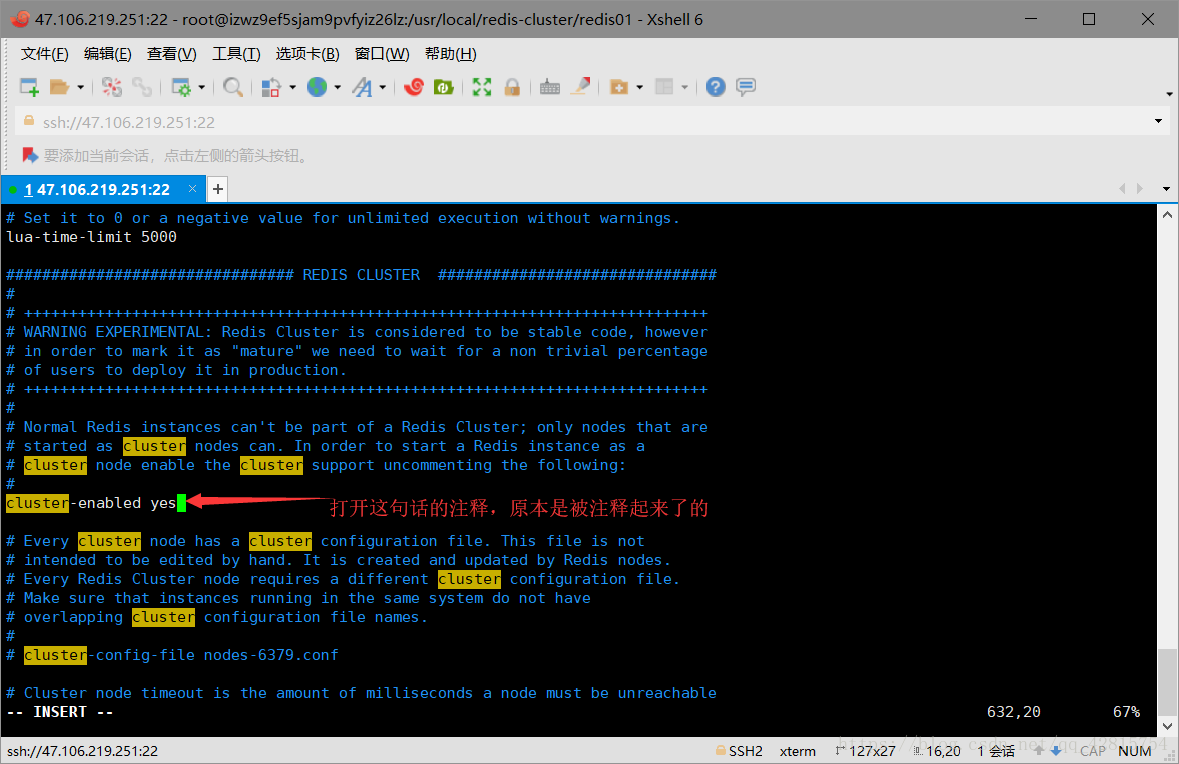 47.106.219.251:22 - root@izwz9ef5sjam9pvfyiz26lz:/usr/local/redis-cluster/redis01 - Xshell 6
文件(F) 编辑(E) 查看(V) 工具(T) 选项卡(B) 窗口(W) 帮助(H)
ssh://47.106.219.251:22
要添加当前会话，点击左侧的箭头按钮。
1 47.106.219.251:22 × +
# Set it to 0 or a negative value for unlimited execution without warnings.
lua-time-limit 5000
################################ REDIS CLUSTER  ###############################
#
# ++++++++++++++++++++++++++++++++++++++++++++++++++++++++++++++++++++++++++++
# WARNING EXPERIMENTAL: Redis Cluster is considered to be stable code, however
# in order to mark it as "mature" we need to wait for a non trivial percentage
# of users to deploy it in production.
# ++++++++++++++++++++++++++++++++++++++++++++++++++++++++++++++++++++++++++++
#
# Normal Redis instances can't be part of a Redis Cluster; only nodes that are
# started as cluster nodes can. In order to start a Redis instance as a
# cluster node enable the cluster support uncommenting the following:
#
cluster-enabled yes
打开这句话的注释，原本是被注释起来了的
# Every cluster node has a cluster configuration file. This file is not
# intended to be edited by hand. It is created and updated by Redis nodes.
# Every Redis Cluster node requires a different cluster configuration file.
# Make sure that instances running in the same system do not have
# overlapping cluster configuration file names.
#
# cluster-config-file nodes-6379.conf
# Cluster node timeout is the amount of milliseconds a node must be unreachable
-- INSERT -- 632,20 67%
ssh://47.106.219.251:22 SSH2 xterm 127x27 16,20 1 会话 CAP NUM